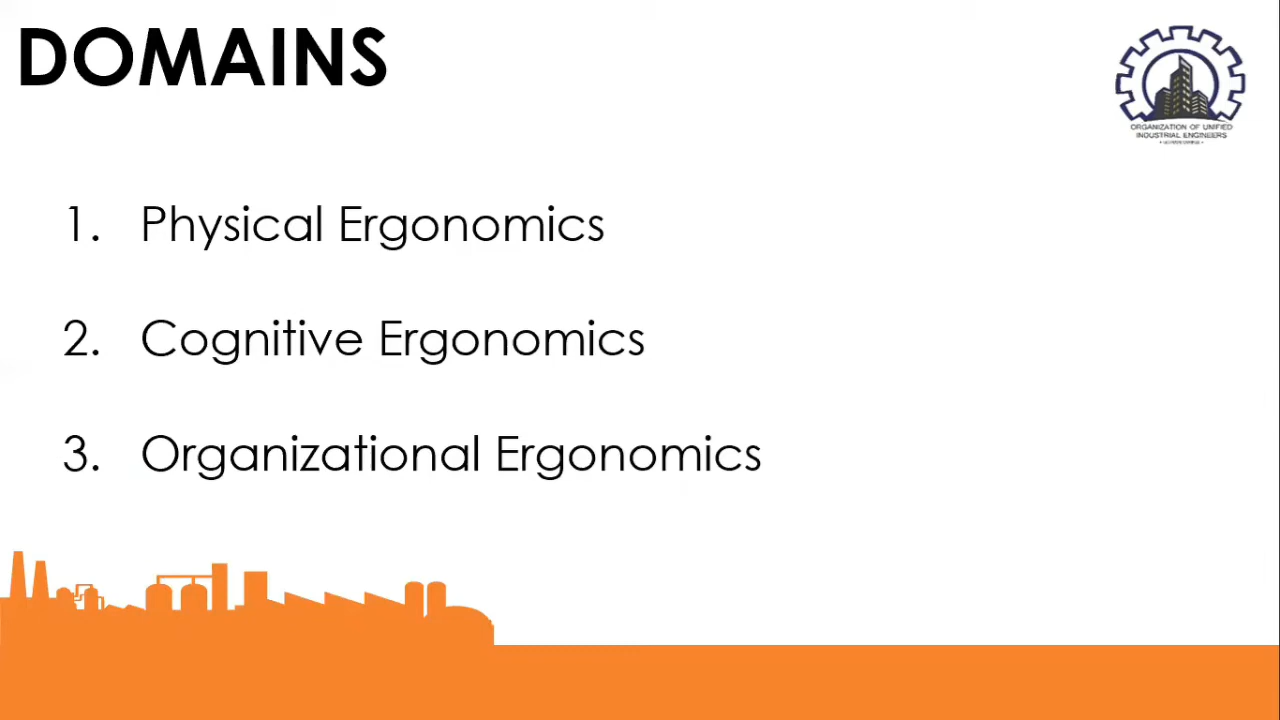 DOMAINS
ORGANIZATION OF UNIFIED
INDUSTRIAL ENGINEERS
1. Physical Ergonomics
2. Cognitive Ergonomics
3. Organizational Ergonomics